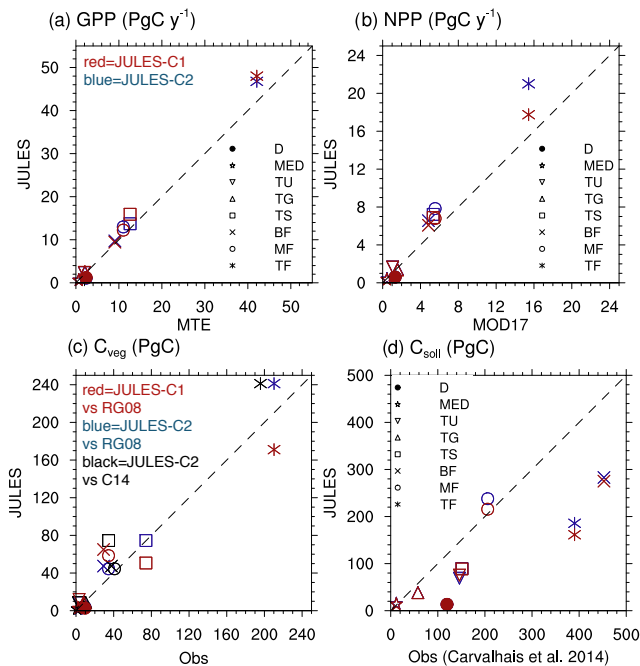 (a) GPP (PgC y⁻¹)
red=JULES-C1
blue=JULES-C2
50
40
30
20
10
0
JULES
D
MED
TU
TG
TS
BF
MF
TF
0 10 20 30 40 50
MTE
(b) NPP (PgC y⁻¹)
24
20
16
12
8
4
0
JULES
D
MED
TU
TG
TS
BF
MF
TF
0 4 8 12 16 20 24
MOD17
(c) Cveg (PgC)
red=JULES-C1
vs RG08
blue=JULES-C2
vs RG08
black=JULES-C2
vs C14
240
200
160
120
80
40
0
JULES
0 40 80 120 160 200 240
Obs
(d) Csoil (PgC)
500
400
300
200
100
0
JULES
D
MED
TU
TG
TS
BF
MF
TF
0 100 200 300 400 500
Obs (Carvalhais et al. 2014)